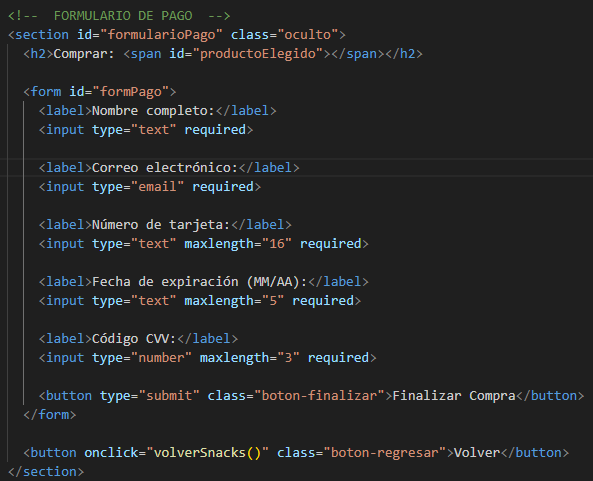 <!--  FORMULARIO DE PAGO  -->
<section id="formularioPago" class="oculto">
  <h2>Comprar: <span id="productoElegido"></span></h2>

  <form id="formPago">
    <label>Nombre completo:</label>
    <input type="text" required>

    <label>Correo electrónico:</label>
    <input type="email" required>

    <label>Número de tarjeta:</label>
    <input type="text" maxlength="16" required>

    <label>Fecha de expiración (MM/AA):</label>
    <input type="text" maxlength="5" required>

    <label>Código CVV:</label>
    <input type="number" maxlength="3" required>

    <button type="submit" class="boton-finalizar">Finalizar Compra</button>
  </form>

  <button onclick="volverSnacks()" class="boton-regresar">Volver</button>
</section>